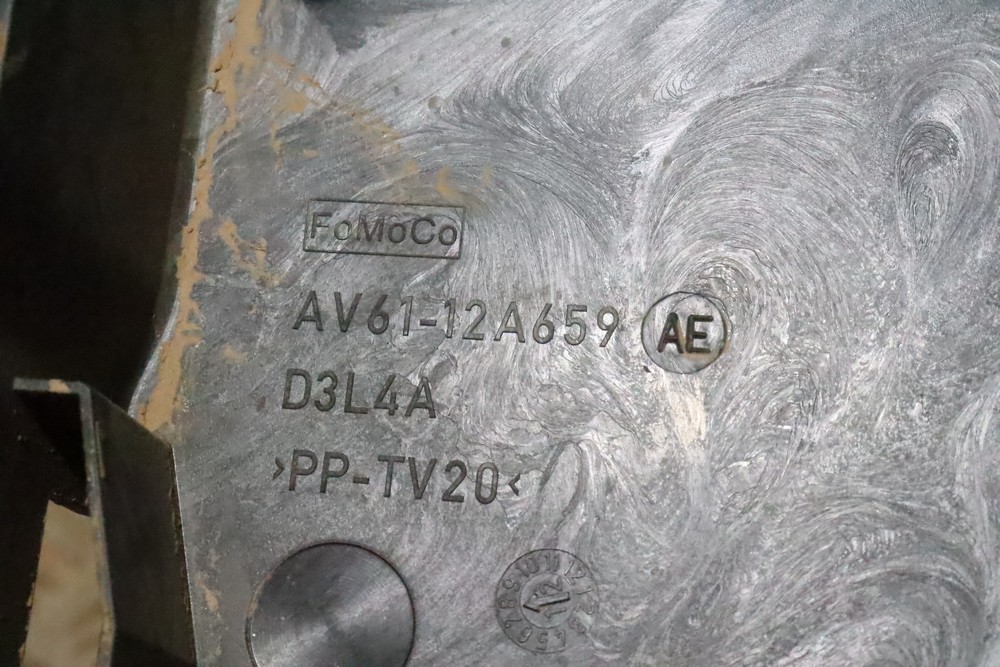 FoMoCo
AV61-12A659 AE
D3L4A
>PP-TV20<